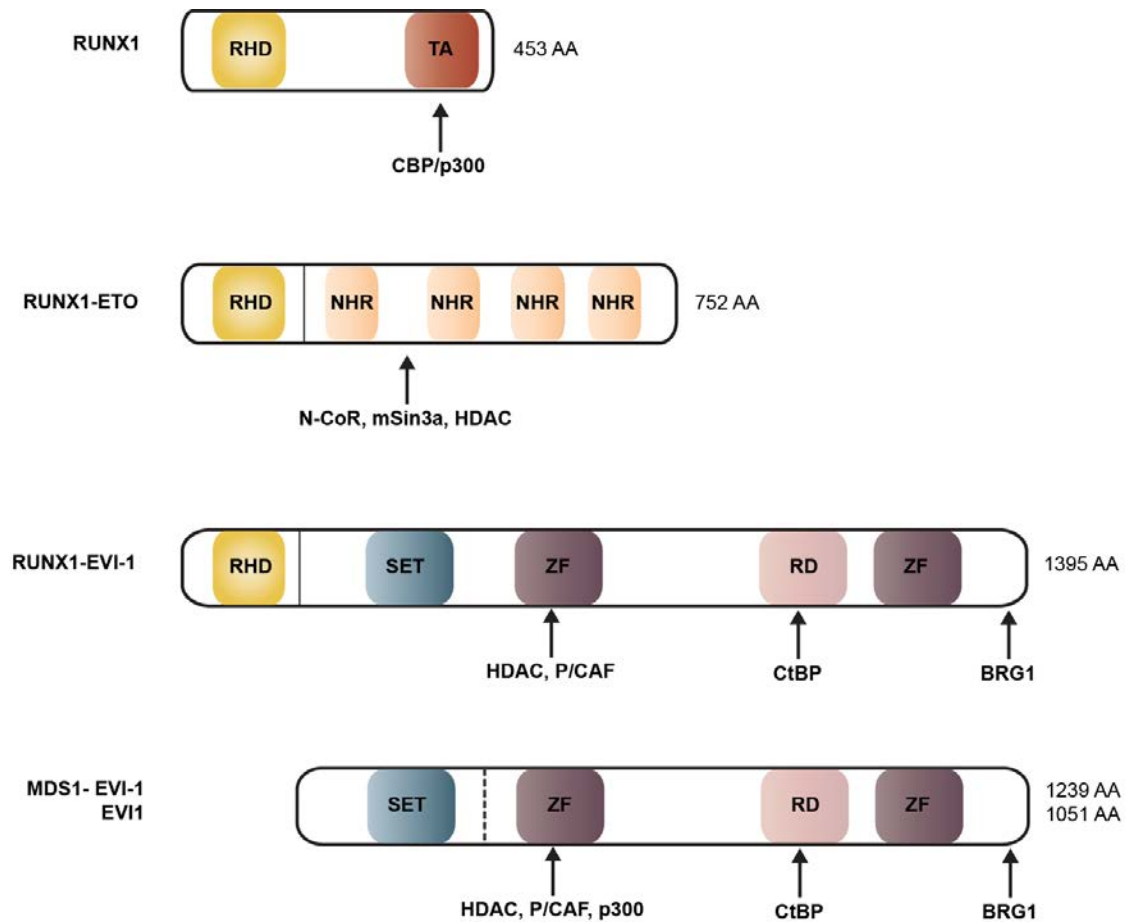 RUNX1 RHD TA 453 AA
CBP/p300
RUNX1-ETO RHD NHR NHR NHR NHR 752 AA
N-CoR, mSin3a, HDAC
RUNX1-EVI-1 RHD SET ZF RD ZF 1395 AA
HDAC, P/CAF CtBP BRG1
MDS1- EVI-1 SET ZF RD ZF 1239 AA
EVI1 1051 AA
HDAC, P/CAF, p300 CtBP BRG1